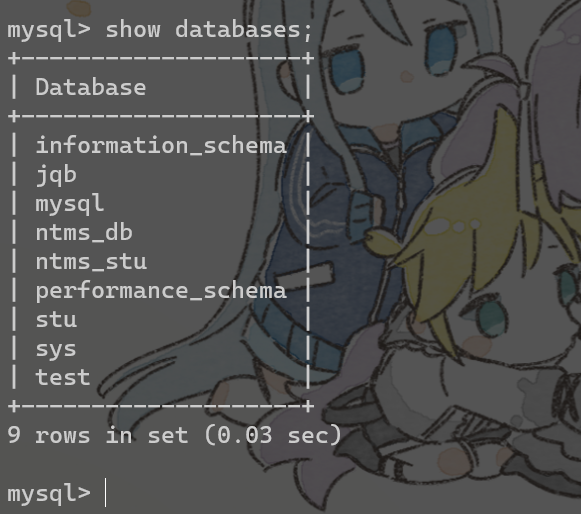 mysql> show databases;
+--------------------+
| Database           |
+--------------------+
| information_schema |
| jqb                |
| mysql              |
| ntms_db            |
| ntms_stu           |
| performance_schema |
| stu                |
| sys                |
| test               |
+--------------------+
9 rows in set (0.03 sec)
mysql>